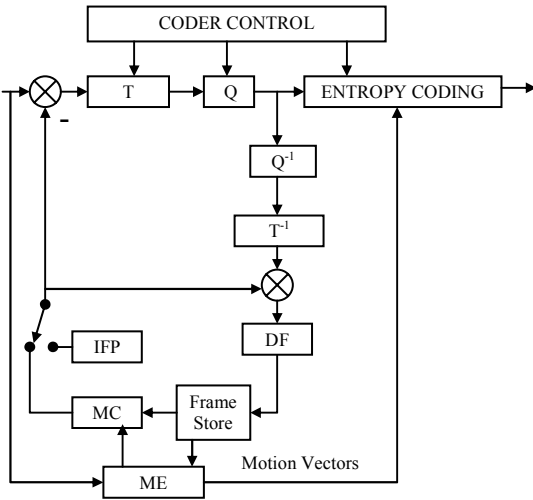 CODER CONTROL
T
Q
ENTROPY CODING
-
Q-1
T-1
DF
IFP
MC
Frame
Store
Motion Vectors
ME